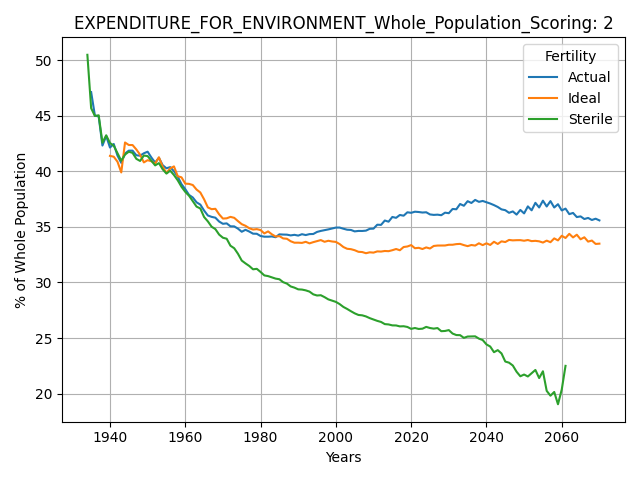 EXPENDITURE_FOR_ENVIRONMENT_Whole_Population_Scoring: 2
Fertility
Actual
Ideal
Sterile
% of Whole Population
50
45
40
35
30
25
20
1940 1960 1980 2000 2020 2040 2060
Years